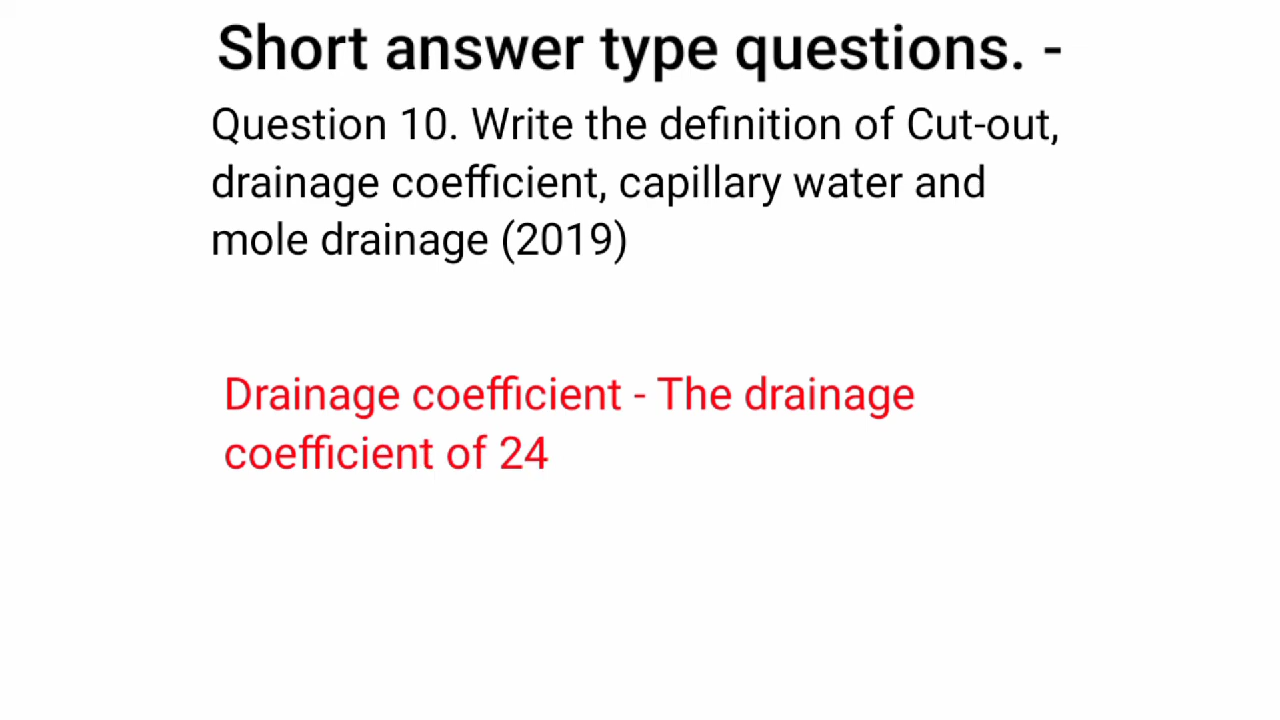 Short answer type questions. -
Question 10. Write the definition of Cut-out,
drainage coefficient, capillary water and
mole drainage (2019)
Drainage coefficient - The drainage
coefficient of 24